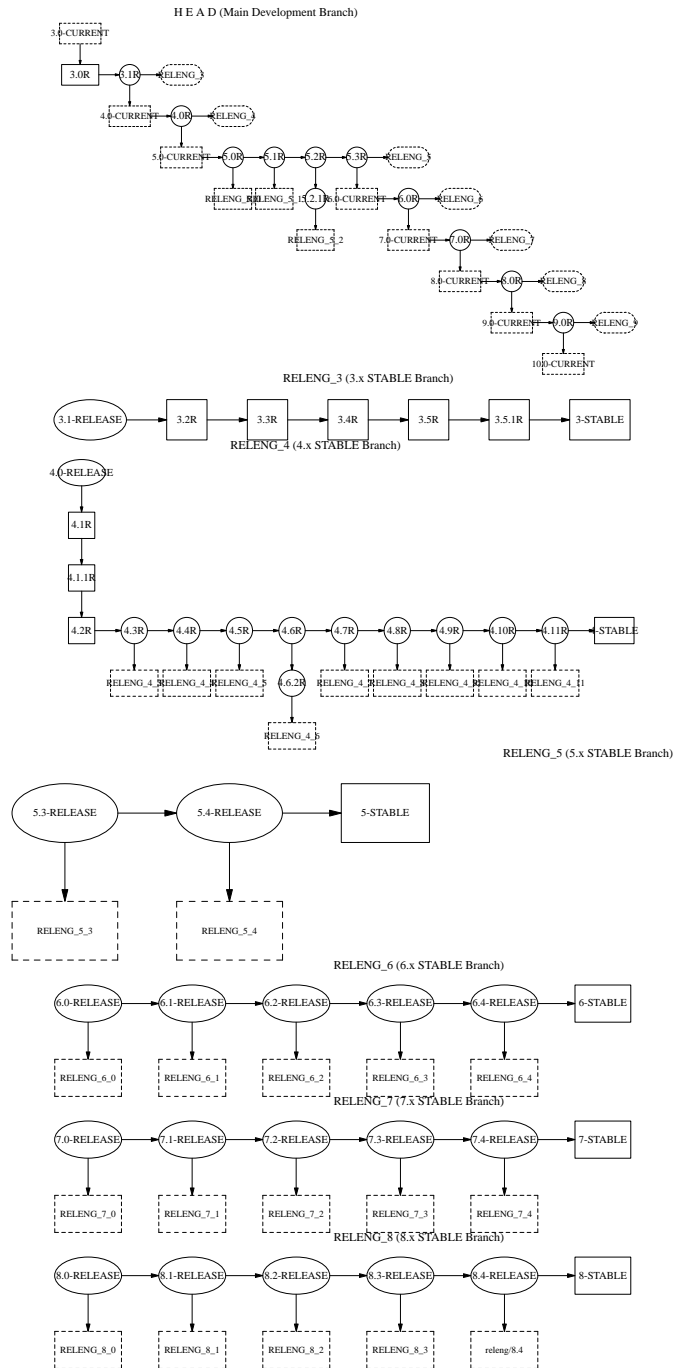 H E A D (Main Development Branch)
3.0-CURRENT
3.0R 3.1R RELENG_3
4.0-CURRENT 4.0R RELENG_4
5.0-CURRENT 5.0R 5.1R 5.2R 5.3R RELENG_5
RELENG_5_1 5.2.1R 6.0-CURRENT 6.0R RELENG_6
RELENG_5_2 7.0-CURRENT 7.0R RELENG_7
8.0-CURRENT 8.0R RELENG_8
9.0-CURRENT 9.0R RELENG_9
10.0-CURRENT
RELENG_3 (3.x STABLE Branch)
3.1-RELEASE 3.2R 3.3R 3.4R 3.5R 3.5.1R 3-STABLE
RELENG_4 (4.x STABLE Branch)
4.0-RELEASE
4.1R
4.1.1R
4.2R 4.3R 4.4R 4.5R 4.6R 4.7R 4.8R 4.9R 4.10R 4.11R 4-STABLE
RELENG_4_5 4.6.2R RELENG_4_11
RELENG_4_6
RELENG_5 (5.x STABLE Branch)
5.3-RELEASE 5.4-RELEASE 5-STABLE
RELENG_5_3 RELENG_5_4
RELENG_6 (6.x STABLE Branch)
6.0-RELEASE 6.1-RELEASE 6.2-RELEASE 6.3-RELEASE 6.4-RELEASE 6-STABLE
RELENG_6_0 RELENG_6_1 RELENG_6_2 RELENG_6_3 RELENG_6_4
RELENG_7 (7.x STABLE Branch)
7.0-RELEASE 7.1-RELEASE 7.2-RELEASE 7.3-RELEASE 7.4-RELEASE 7-STABLE
RELENG_7_0 RELENG_7_1 RELENG_7_2 RELENG_7_3 RELENG_7_4
RELENG_8 (8.x STABLE Branch)
8.0-RELEASE 8.1-RELEASE 8.2-RELEASE 8.3-RELEASE 8.4-RELEASE 8-STABLE
RELENG_8_0 RELENG_8_1 RELENG_8_2 RELENG_8_3 releng/8.4